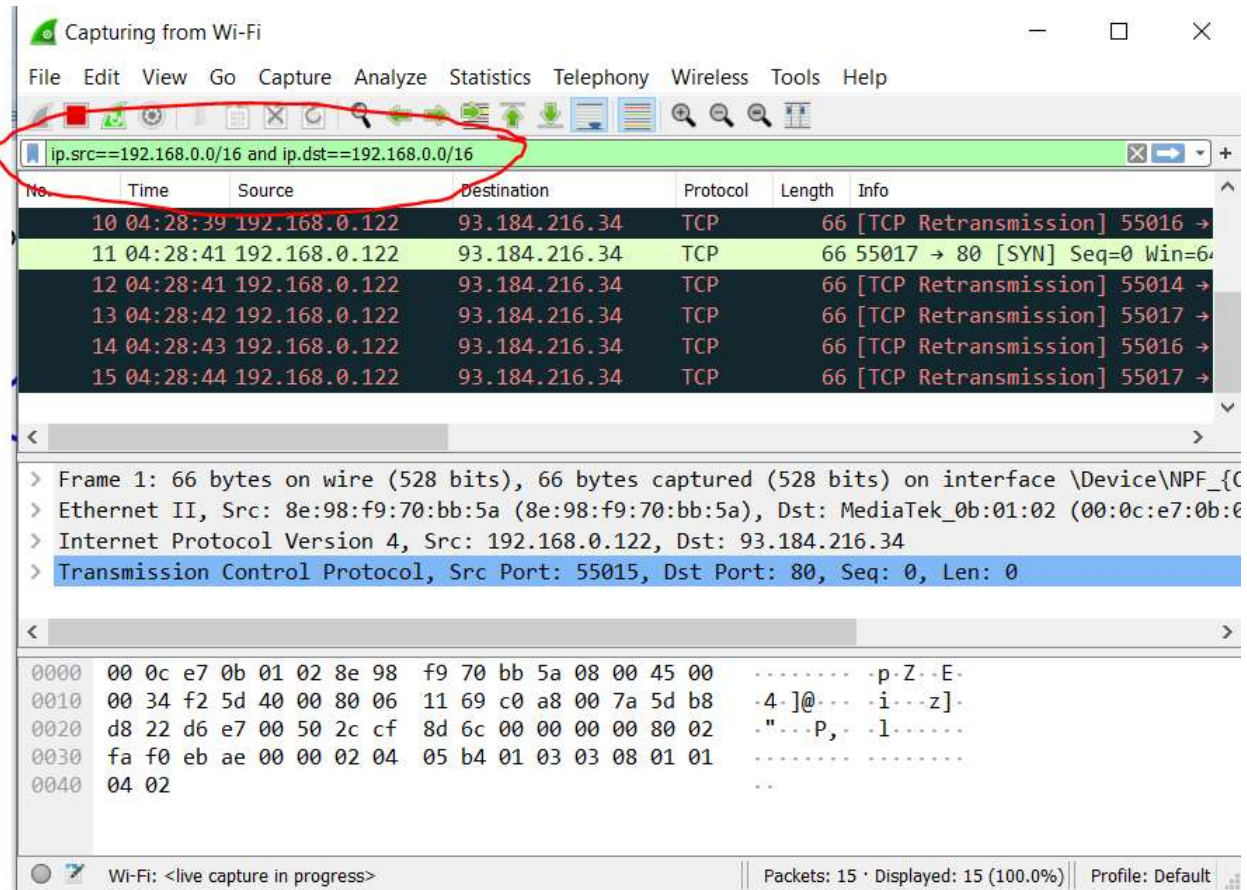 Capturing from Wi-Fi
File Edit View Go Capture Analyze Statistics Telephony Wireless Tools Help
ip.src==192.168.0.0/16 and ip.dst==192.168.0.0/16
No. Time Source Destination Protocol Length Info
10 04:28:39 192.168.0.122 93.184.216.34 TCP 66 [TCP Retransmission] 55016 →
11 04:28:41 192.168.0.122 93.184.216.34 TCP 66 55017 → 80 [SYN] Seq=0 Win=64
12 04:28:41 192.168.0.122 93.184.216.34 TCP 66 [TCP Retransmission] 55014 →
13 04:28:42 192.168.0.122 93.184.216.34 TCP 66 [TCP Retransmission] 55017 →
14 04:28:43 192.168.0.122 93.184.216.34 TCP 66 [TCP Retransmission] 55016 →
15 04:28:44 192.168.0.122 93.184.216.34 TCP 66 [TCP Retransmission] 55017 →
> Frame 1: 66 bytes on wire (528 bits), 66 bytes captured (528 bits) on interface \Device\NPF_{
> Ethernet II, Src: 8e:98:f9:70:bb:5a (8e:98:f9:70:bb:5a), Dst: MediaTek_0b:01:02 (00:0c:e7:0b:0
> Internet Protocol Version 4, Src: 192.168.0.122, Dst: 93.184.216.34
> Transmission Control Protocol, Src Port: 55015, Dst Port: 80, Seq: 0, Len: 0
0000 00 0c e7 0b 01 02 8e 98 f9 70 bb 5a 08 00 45 00 ········ ·p·Z··E·
0010 00 34 f2 5d 40 00 80 06 11 69 c0 a8 00 7a 5d b8 ·4·]@··· ·i···z]·
0020 d8 22 d6 e7 00 50 2c cf 8d 6c 00 00 00 00 80 02 ·"···P,· ·l······
0030 fa f0 eb ae 00 00 02 04 05 b4 01 03 03 08 01 01 ········ ········
0040 04 02 ··
Wi-Fi: <live capture in progress> Packets: 15 · Displayed: 15 (100.0%) Profile: Default